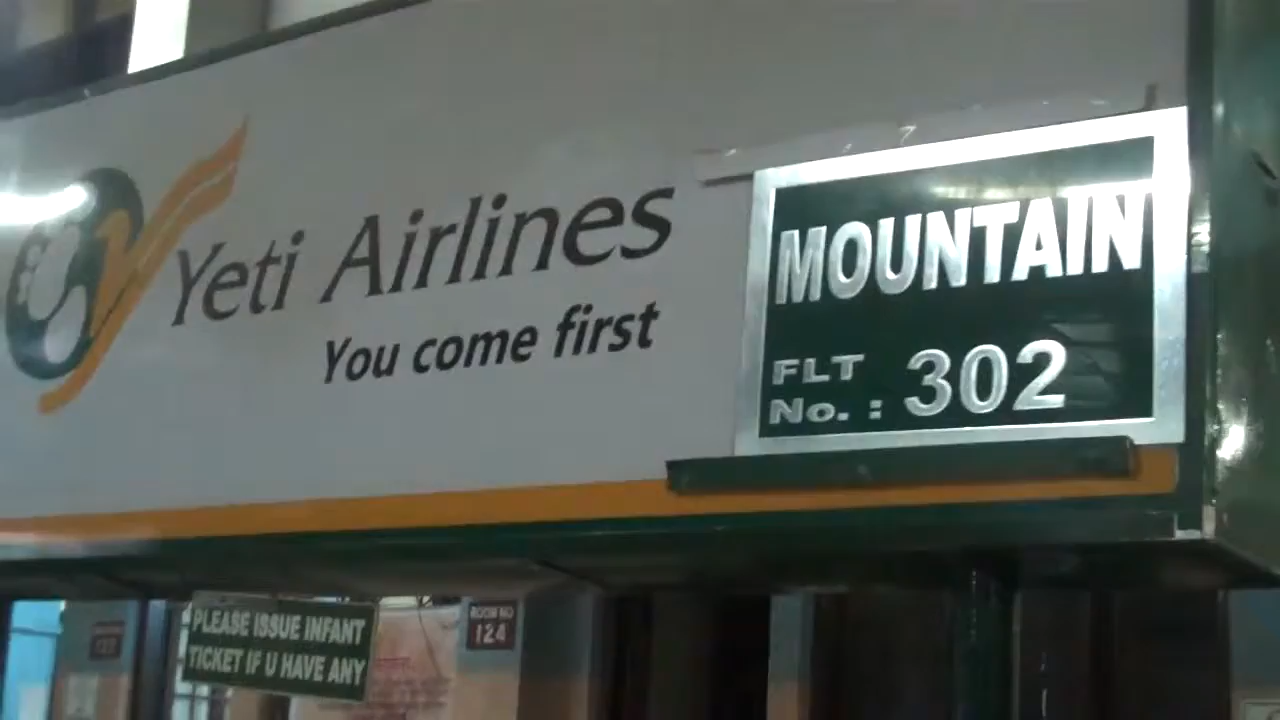 Yeti Airlines
You come first
MOUNTAIN
FLT
No. : 302
PLEASE ISSUE INFANT
TICKET IF U HAVE ANY
ROOM NO
124